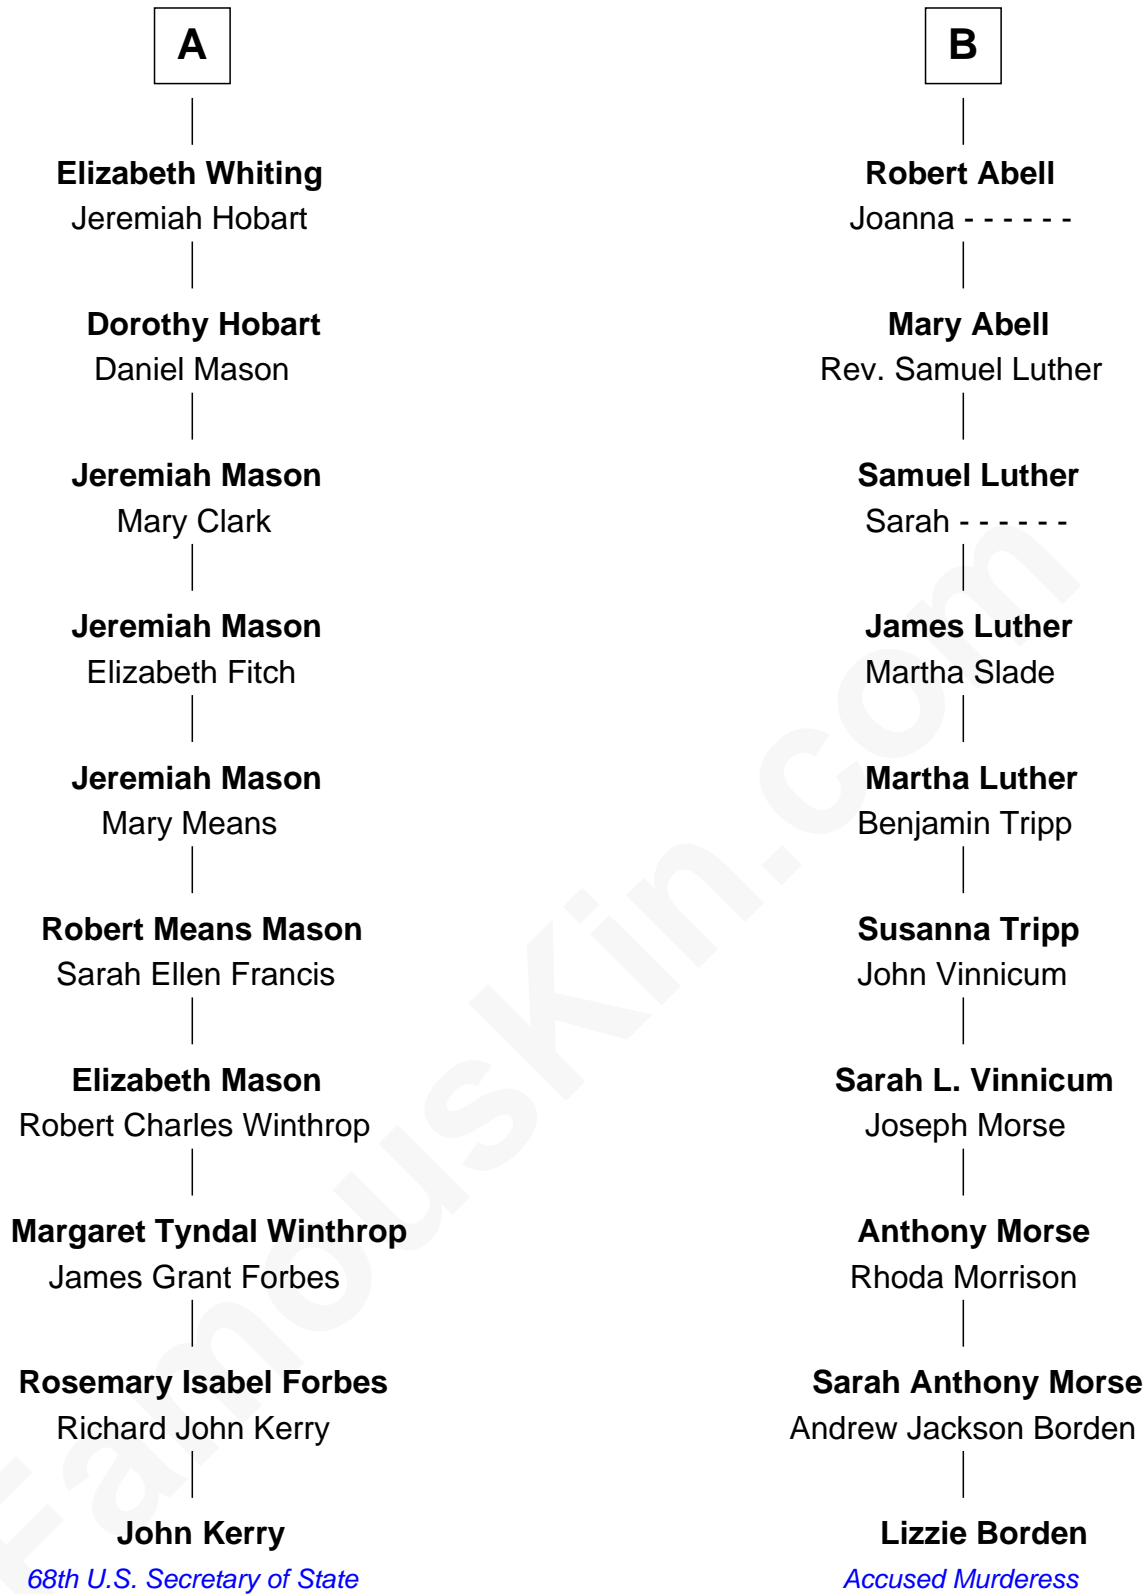 A
Elizabeth Whiting
Jeremiah Hobart
Dorothy Hobart
Daniel Mason
Jeremiah Mason
Mary Clark
Jeremiah Mason
Elizabeth Fitch
Jeremiah Mason
Mary Means
Robert Means Mason
Sarah Ellen Francis
Elizabeth Mason
Robert Charles Winthrop
Margaret Tyndal Winthrop
James Grant Forbes
Rosemary Isabel Forbes
Richard John Kerry
John Kerry
68th U.S. Secretary of State
B
Robert Abell
Joanna - - - - - -
Mary Abell
Rev. Samuel Luther
Samuel Luther
Sarah - - - - - -
James Luther
Martha Slade
Martha Luther
Benjamin Tripp
Susanna Tripp
John Vinnicum
Sarah L. Vinnicum
Joseph Morse
Anthony Morse
Rhoda Morrison
Sarah Anthony Morse
Andrew Jackson Borden
Lizzie Borden
Accused Murderess
FamousKin.com